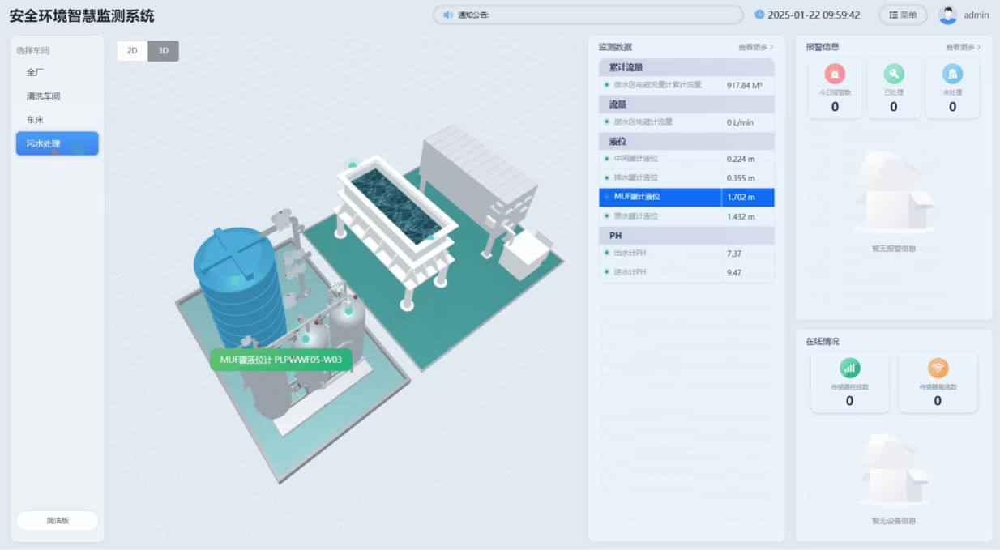 安全环境智慧监测系统
通知公告:
2025-01-22 09:59:42
菜单
admin
选择车间
全厂
清洗车间
车床
污水处理
简洁版
2D
3D
MUF罐液位计 PLPWWF05-W03
监测数据
查看更多
累计流量
废水区电磁流量计累计流量 917.84 M³
流量
废水区电磁计流量 0 L/min
液位
中间罐计液位 0.224 m
排水罐计液位 0.355 m
MUF罐计液位 1.702 m
原水罐计液位 1.432 m
PH
出水计PH 7.37
进水计PH 9.47
报警信息
查看更多
今日报警数
0
已处理
0
未处理
0
暂无报警信息
在线情况
传感器在线数
0
传感器离线数
0
暂无设备信息